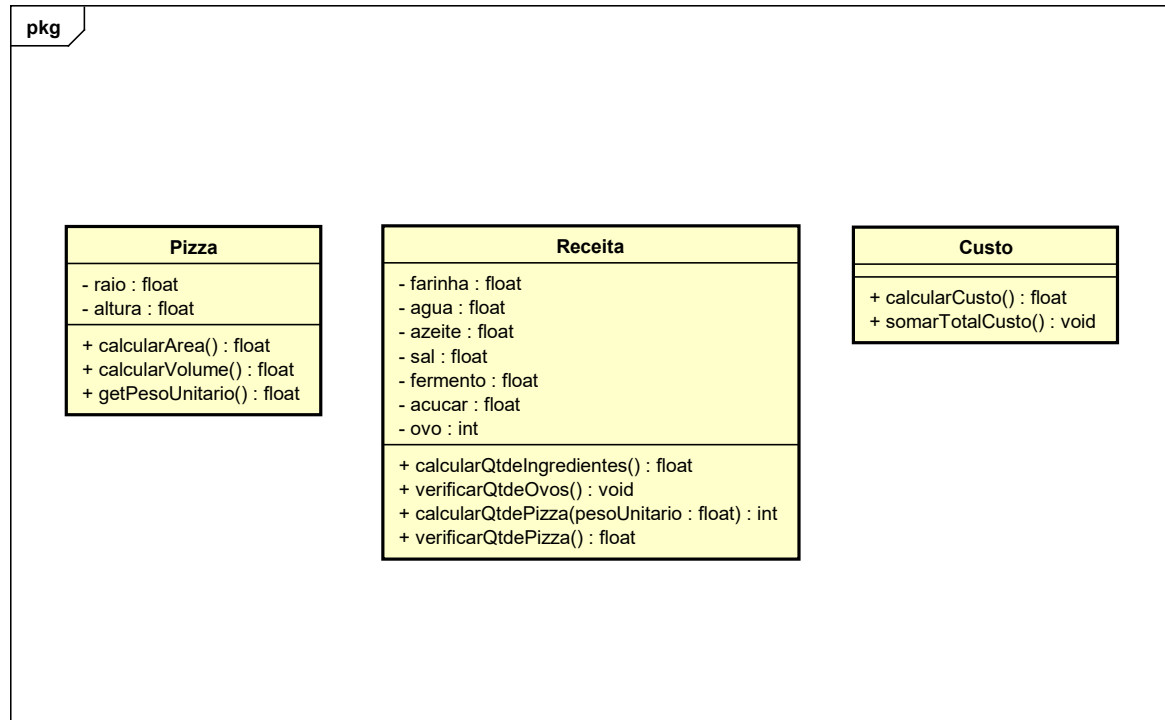 pkg
Pizza
- raio : float
- altura : float
+ calcularArea() : float
+ calcularVolume() : float
+ getPesoUnitario() : float
Receita
- farinha : float
- agua : float
- azeite : float
- sal : float
- fermento : float
- acucar : float
- ovo : int
+ calcularQtdeIngredientes() : float
+ verificarQtdeOvos() : void
+ calcularQtdePizza(pesoUnitario : float) : int
+ verificarQtdePizza() : float
Custo
+ calcularCusto() : float
+ somarTotalCusto() : void